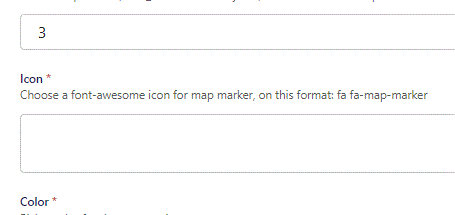 3
Icon *
Choose a font-awesome icon for map marker, on this format: fa fa-map-marker
Color *